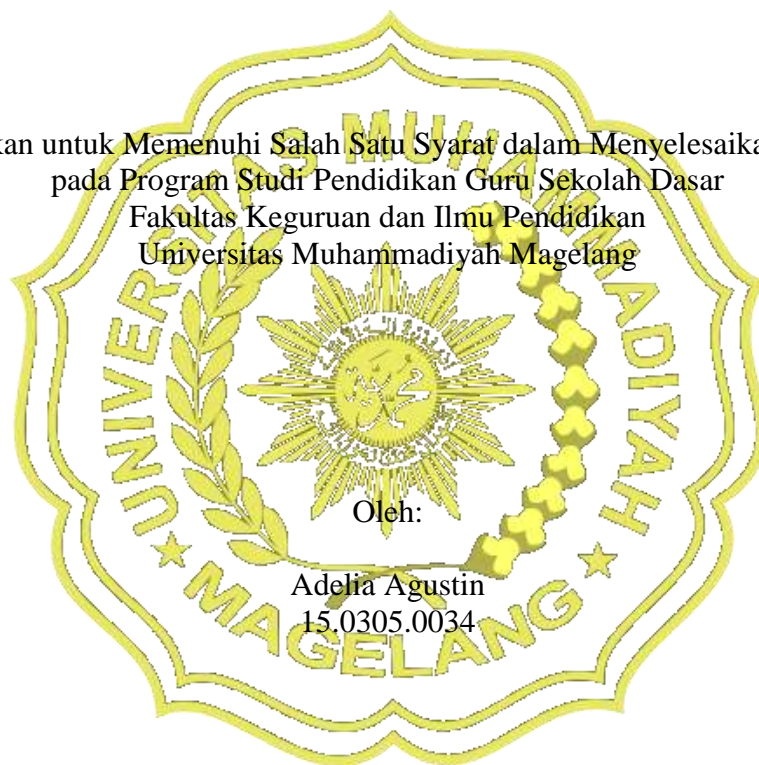 kan untuk Memenuhi Salah Satu Syarat dalam Menyelesaika
pada Program Studi Pendidikan Guru Sekolah Dasar
Fakultas Keguruan dan Ilmu Pendidikan
Universitas Muhammadiyah Magelang
UNIVERSITAS MUHAMMADIYAH
محمد
Oleh:
Adelia Agustin
15.0305.0034
MAGELANG